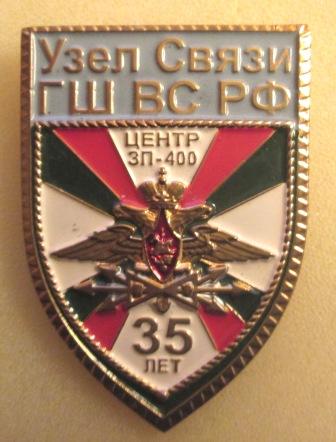 Узел Связи
ГШ ВС РФ
ЦЕНТР
ЗП-400
35
ЛЕТ